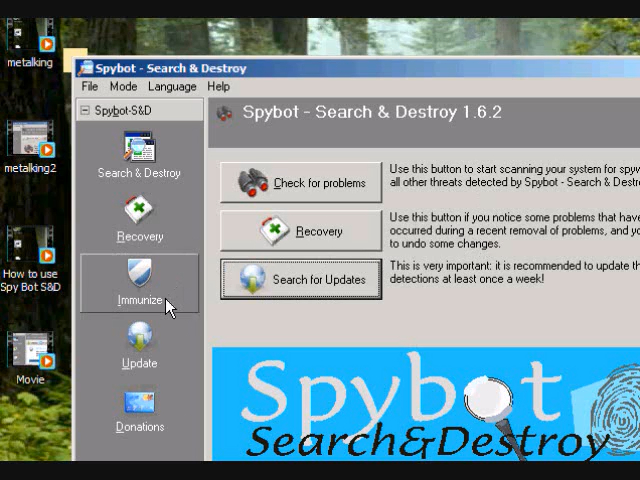 metalking
metalking2
How to use
Spy Bot S&D
Movie
Spybot - Search & Destroy
File Mode Language Help
Spybot-S&D
Search & Destroy
Recovery
Immunize
Update
Donations
Spybot - Search & Destroy 1.6.2
Check for problems
Use this button to start scanning your system for
all other threats detected by Spybot - Search &
Recovery
Use this button if you notice some problems that
occurred during a recent removal of problems, and
to undo some changes.
Search for Updates
This is very important: it is recommended to update
detections at least once a week!
Spybot
Search&Destroy